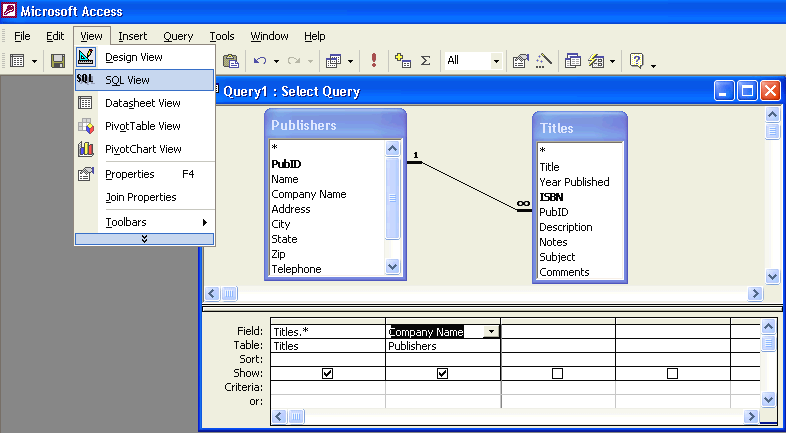 Microsoft Access
File Edit View Insert Query Tools Window Help
All
Design View
SQL SQL View
Datasheet View
PivotTable View
PivotChart View
Properties F4
Join Properties
Toolbars
Query1 : Select Query
Publishers
*
PubID
Name
Company Name
Address
City
State
Zip
Telephone
1
∞
Titles
*
Title
Year Published
ISBN
PubID
Description
Notes
Subject
Comments
Field: Titles.* Company Name
Table: Titles Publishers
Sort:
Show:
Criteria:
or: